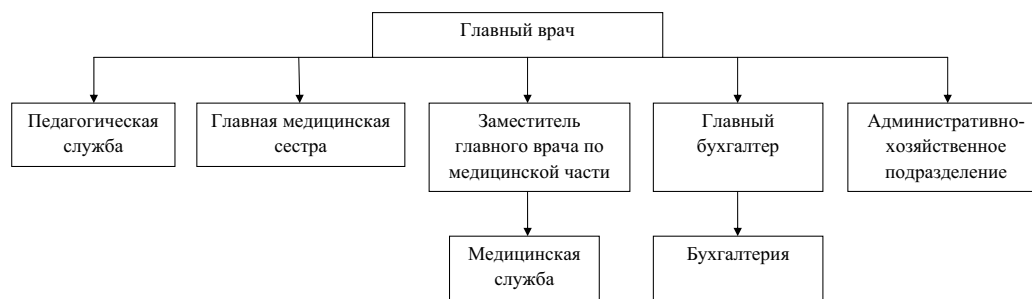 Главный врач
Педагогическая
служба
Главная медицинская
сестра
Заместитель
главного врача по
медицинской части
Главный
бухгалтер
Административно-
хозяйственное
подразделение
Медицинская
служба
Бухгалтерия